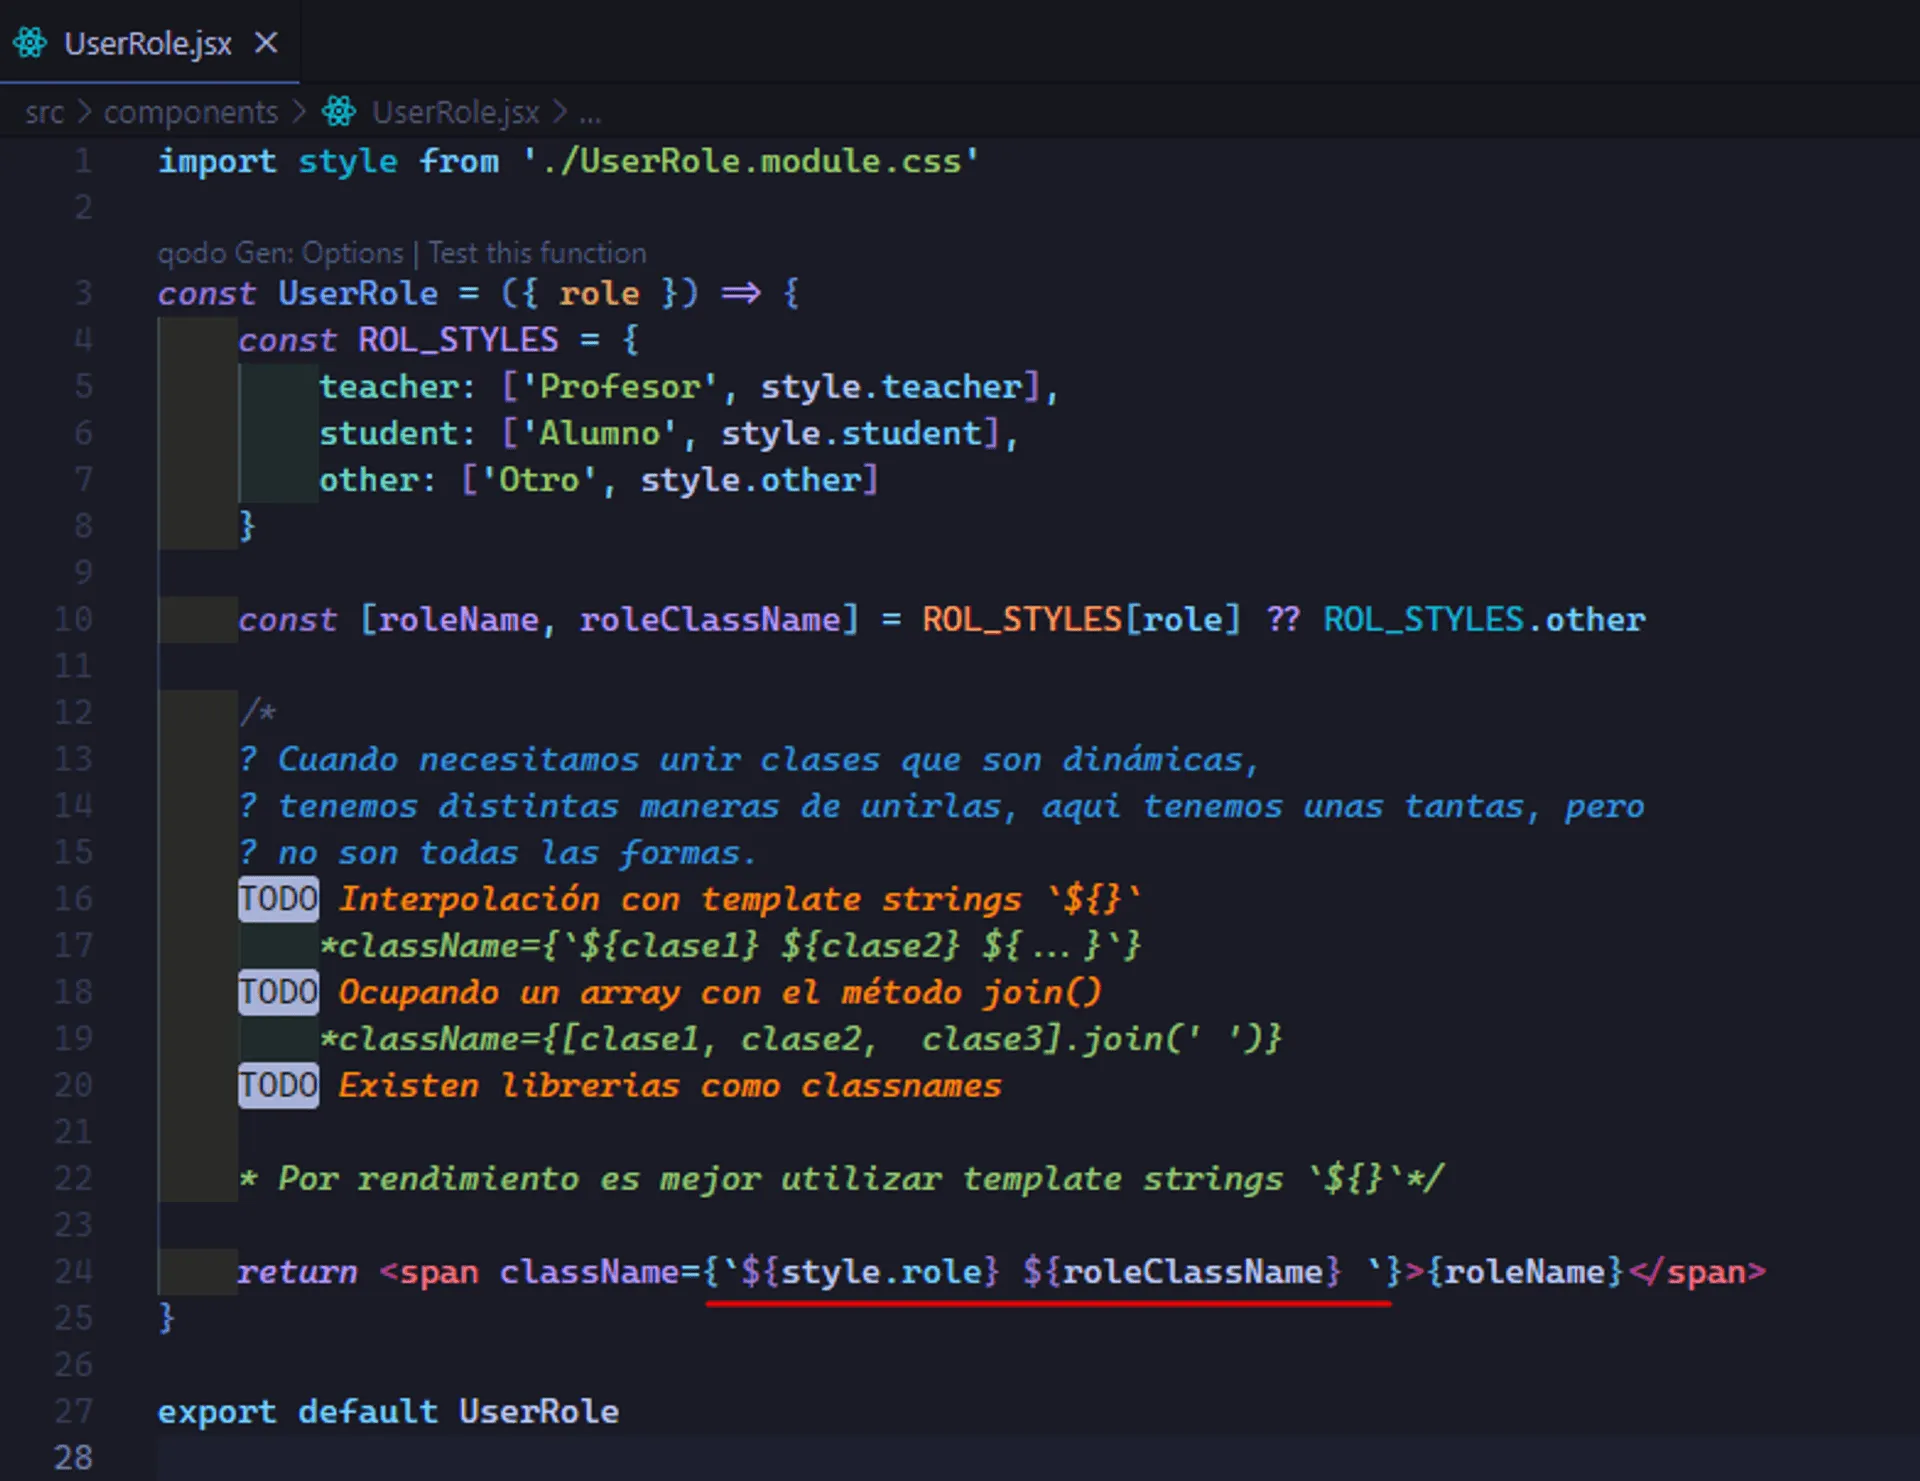 UserRole.jsx ×
src > components > UserRole.jsx > ...
1 import style from './UserRole.module.css'
2
qodo Gen: Options | Test this function
3 const UserRole = ({ role }) => {
4 const ROL_STYLES = {
5 teacher: ['Profesor', style.teacher],
6 student: ['Alumno', style.student],
7 other: ['Otro', style.other]
8 }
9
10 const [roleName, roleClassName] = ROL_STYLES[role] ?? ROL_STYLES.other
11
12 /*
13 ? Cuando necesitamos unir clases que son dinámicas,
14 ? tenemos distintas maneras de unirlas, aqui tenemos unas tantas, pero
15 ? no son todas las formas.
16 TODO Interpolación con template strings `${}`
17 *className={`${clase1} ${clase2} ${...}`}
18 TODO Ocupando un array con el método join()
19 *className={[clase1, clase2,  clase3].join(' ')}
20 TODO Existen librerias como classnames
21
22 * Por rendimiento es mejor utilizar template strings `${}`*/
23
24 return <span className={`${style.role} ${roleClassName} `}>{roleName}</span>
25 }
26
27 export default UserRole
28